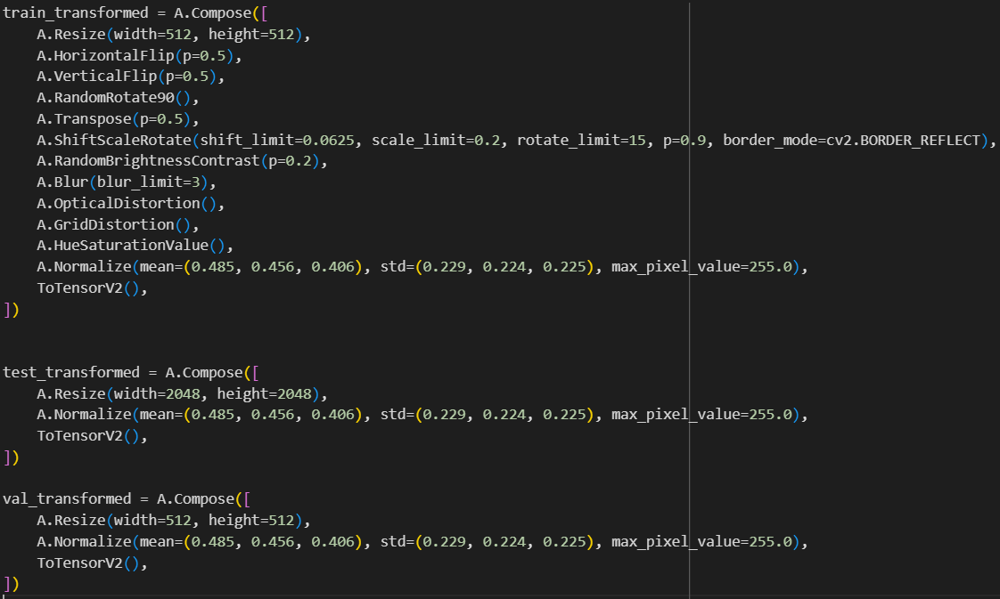 train_transformed = A.Compose([
    A.Resize(width=512, height=512),
    A.HorizontalFlip(p=0.5),
    A.VerticalFlip(p=0.5),
    A.RandomRotate90(),
    A.Transpose(p=0.5),
    A.ShiftScaleRotate(shift_limit=0.0625, scale_limit=0.2, rotate_limit=15, p=0.9, border_mode=cv2.BORDER_REFLECT),
    A.RandomBrightnessContrast(p=0.2),
    A.Blur(blur_limit=3),
    A.OpticalDistortion(),
    A.GridDistortion(),
    A.HueSaturationValue(),
    A.Normalize(mean=(0.485, 0.456, 0.406), std=(0.229, 0.224, 0.225), max_pixel_value=255.0),
    ToTensorV2(),
])
test_transformed = A.Compose([
    A.Resize(width=2048, height=2048),
    A.Normalize(mean=(0.485, 0.456, 0.406), std=(0.229, 0.224, 0.225), max_pixel_value=255.0),
    ToTensorV2(),
])
val_transformed = A.Compose([
    A.Resize(width=512, height=512),
    A.Normalize(mean=(0.485, 0.456, 0.406), std=(0.229, 0.224, 0.225), max_pixel_value=255.0),
    ToTensorV2(),
])